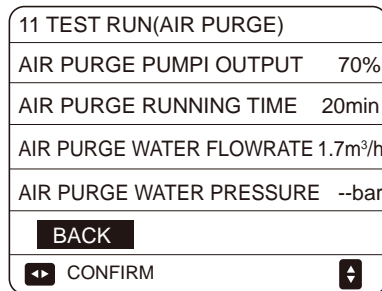 11 TEST RUN(AIR PURGE)
AIR PURGE PUMPI OUTPUT 70%
AIR PURGE RUNNING TIME 20min
AIR PURGE WATER FLOWRATE 1.7m³/h
AIR PURGE WATER PRESSURE --bar
BACK
CONFIRM